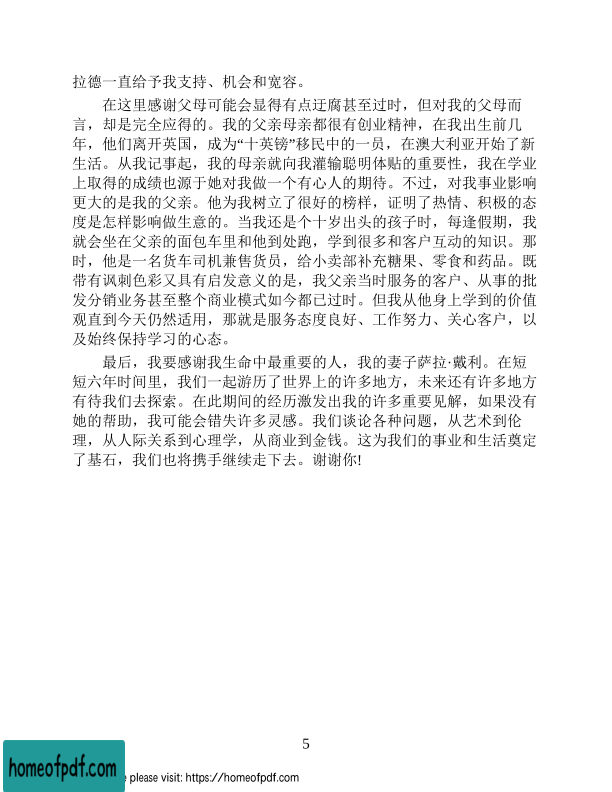 拉德一直给予我支持、机会和宽容。
在这里感谢父母可能会显得有点迂腐甚至过时，但对我的父母而
言，却是完全应得的。我的父亲母亲都很有创业精神，在我出生前几
年，他们离开英国，成为“十英镑”移民中的一员，在澳大利亚开始了新
生活。从我记事起，我的母亲就向我灌输聪明体贴的重要性，我在学业
上取得的成绩也源于她对我做一个有心人的期待。不过，对我事业影响
更大的是我的父亲。他为我树立了很好的榜样，证明了热情、积极的态
度是怎样影响做生意的。当我还是个十岁出头的孩子时，每逢假期，我
就会坐在父亲的面包车里和他到处跑，学到很多和客户互动的知识。那
时，他是一名货车司机兼售货员，给小卖部补充糖果、零食和药品。既
带有讽刺色彩又具有启发意义的是，我父亲当时服务的客户、从事的批
发分销业务甚至整个商业模式如今都已过时。但我从他身上学到的价值
观直到今天仍然适用，那就是服务态度良好、工作努力、关心客户，以
及始终保持学习的心态。
最后，我要感谢我生命中最重要的人，我的妻子萨拉·戴利。在短
短六年时间里，我们一起游历了世界上的许多地方，未来还有许多地方
有待我们去探索。在此期间的经历激发出我的许多重要见解，如果没有
她的帮助，我可能会错失许多灵感。我们谈论各种问题，从艺术到伦
理，从人际关系到心理学，从商业到金钱。这为我们的事业和生活奠定
了基石，我们也将携手继续走下去。谢谢你!
5
homeofpdf.com
please visit: https://homeofpdf.com